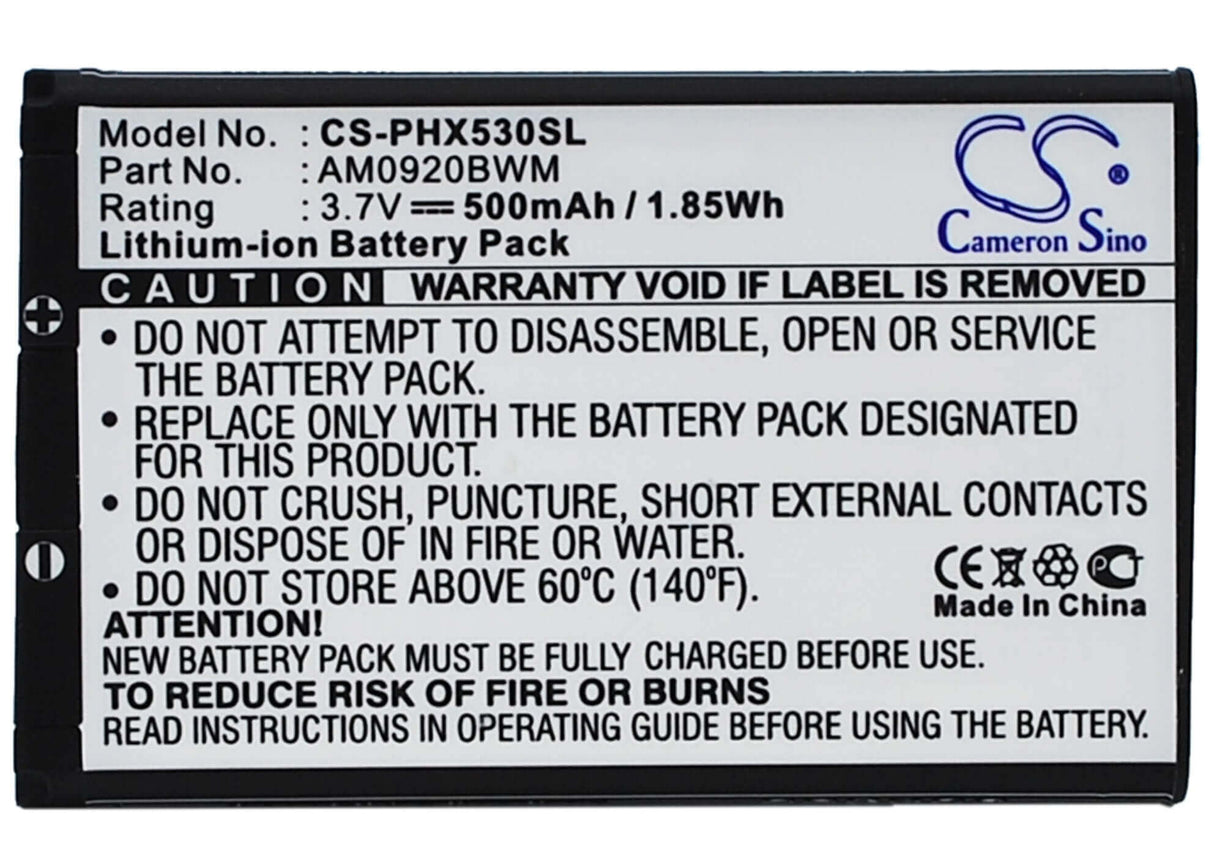 Model No. : CS-PHX530SL
Part No. : AM0920BWM
Rating : 3.7V 500mAh / 1.85Wh
Lithium-ion Battery Pack
CS ®
Cameron Sino
CAUTION WARRANTY VOID IF LABEL IS REMOVED
• DO NOT ATTEMPT TO DISASSEMBLE, OPEN OR SERVICE
THE BATTERY PACK.
• REPLACE ONLY WITH THE BATTERY PACK DESIGNATED
FOR THIS PRODUCT.
• DO NOT CRUSH, PUNCTURE, SHORT EXTERNAL CONTACTS
OR DISPOSE OF IN FIRE OR WATER.
• DO NOT STORE ABOVE 60°C (140°F).
CE
Made In China
ATTENTION!
NEW BATTERY PACK MUST BE FULLY CHARGED BEFORE USE.
TO REDUCE RISK OF FIRE OR BURNS
READ INSTRUCTIONS IN OPERATING GUIDE BEFORE USING THE BATTERY.